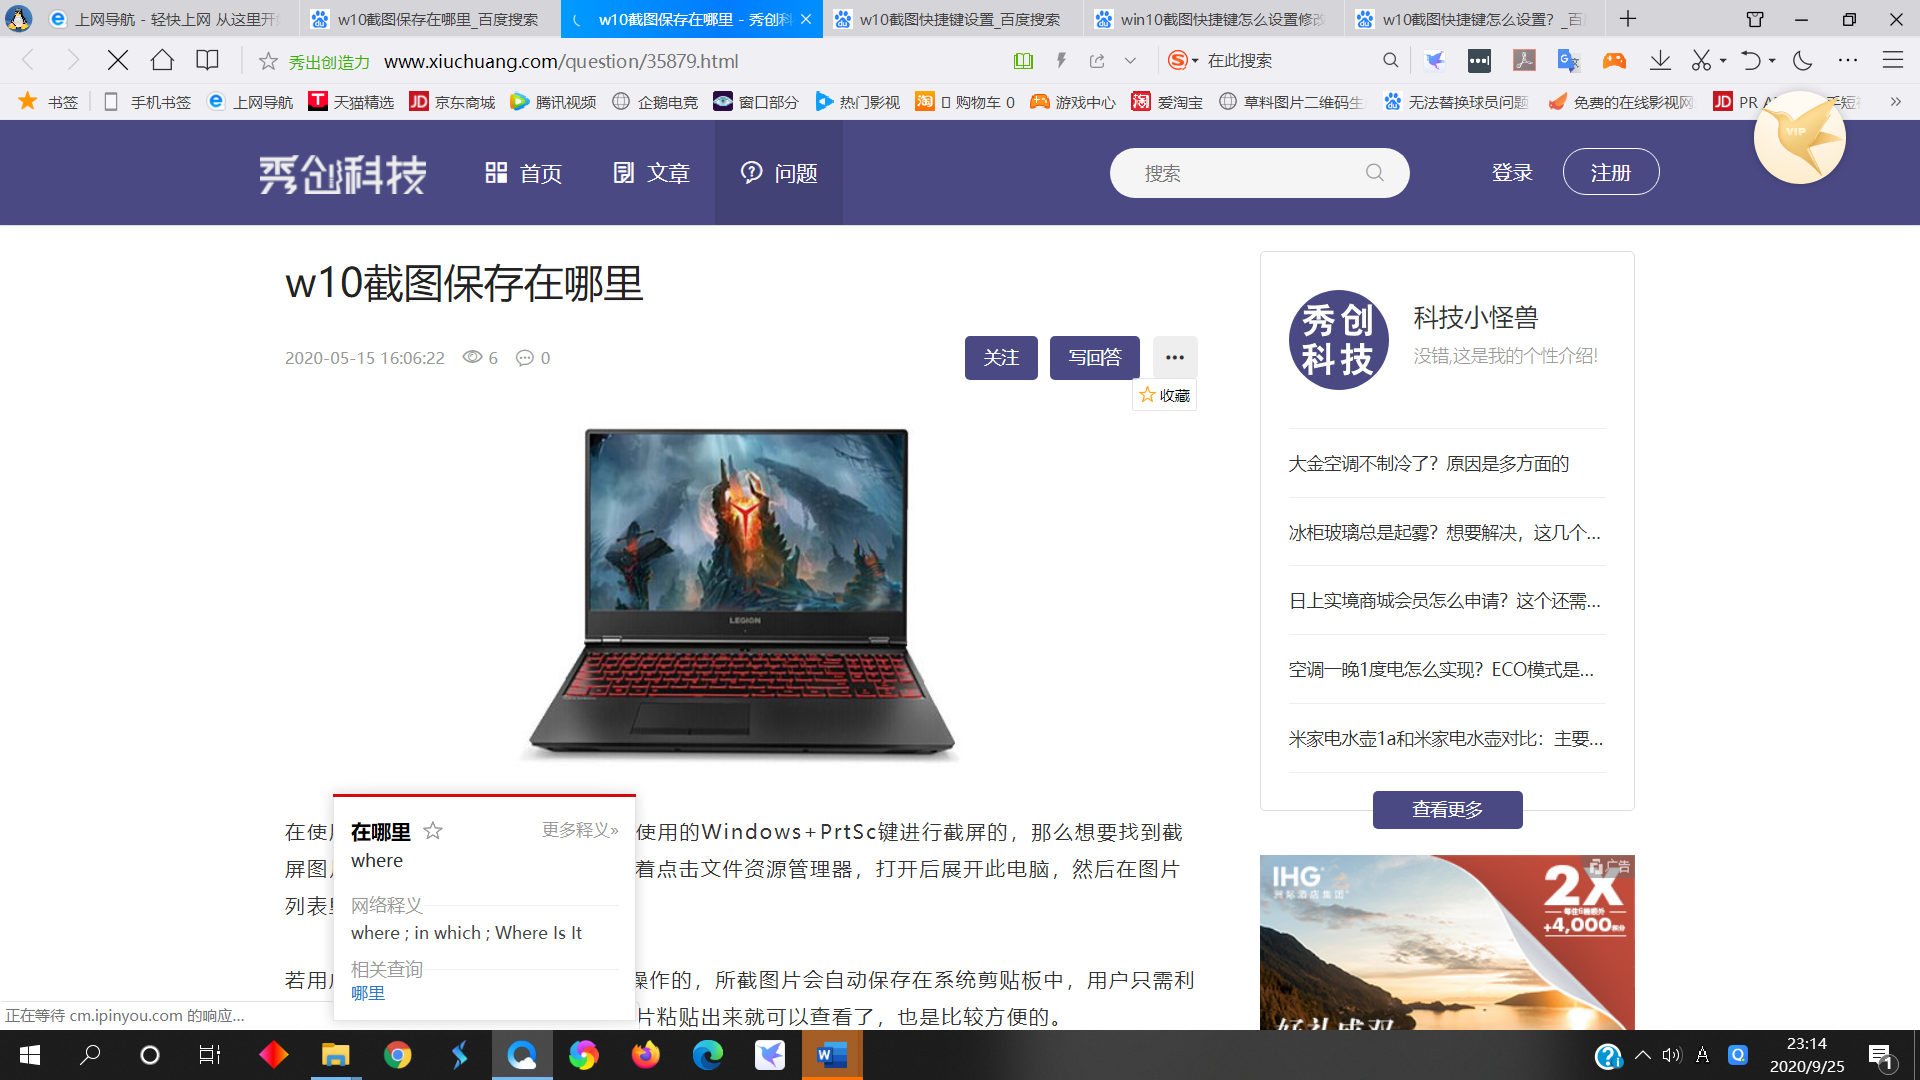 上网导航 - 轻快上网 从这里开
w10截图保存在哪里_百度搜索
w10截图保存在哪里 - 秀创科
w10截图快捷键设置_百度搜索
win10截图快捷键怎么设置修改
w10截图快捷键怎么设置? _百
秀出创造力 www.xiuchuang.com/question/35879.html
在此搜索
书签 手机书签 上网导航 天猫精选 京东商城 腾讯视频 企鹅电竞 窗口部分 热门影视 购物车 0 游戏中心 爱淘宝 草料图片二维码生 无法替换球员问题 免费的在线影视网 PR
VIP
秀创科技 首页 文章 问题 搜索 登录 注册
w10截图保存在哪里
2020-05-15 16:06:22 6 0
关注 写回答 •••
收藏
LEGION
在使
使用的Windows+PrtSc键进行截屏的，那么想要找到截
屏图
着点击文件资源管理器，打开后展开此电脑，然后在图片
列表
若用
操作的，所截图片会自动保存在系统剪贴板中，用户只需利
片粘贴出来就可以查看了，也是比较方便的。
在哪里 更多释义»
where
网络释义
where ; in which ; Where Is It
相关查询
哪里
秀创
科技
科技小怪兽
没错,这是我的个性介绍!
大金空调不制冷了？原因是多方面的
冰柜玻璃总是起雾？想要解决，这几个...
日上实境商城会员怎么申请？这个还需...
空调一晚1度电怎么实现？ECO模式是...
米家电水壶1a和米家电水壶对比：主要...
查看更多
IHG
洲际酒店集团
广告
2X
+4,000积分
好礼成双
正在等待 cm.ipinyou.com 的响应...
23:14
2020/9/25
1